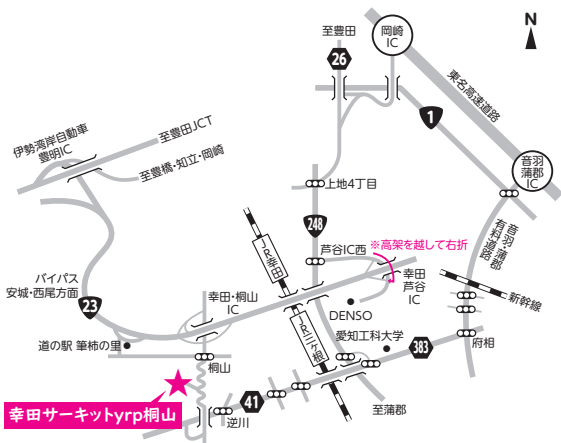 至豊田
岡崎
IC
N
26
東名高速道路
1
伊勢湾岸自動車
豊明IC
至豊田JCT
至豊橋・知立・岡崎
音羽
蒲郡
IC
上地4丁目
248
音羽・蒲郡
有料道路
芦谷IC西
※高架を越して右折
JR幸田
幸田
芦谷
IC
バイパス
安城・西尾方面
23
幸田・桐山
IC
新幹線
DENSO
愛知工科大学
JR三ヶ根
383
府相
道の駅 筆柿の里
桐山
幸田サーキットyrp桐山
41
逆川
至蒲郡